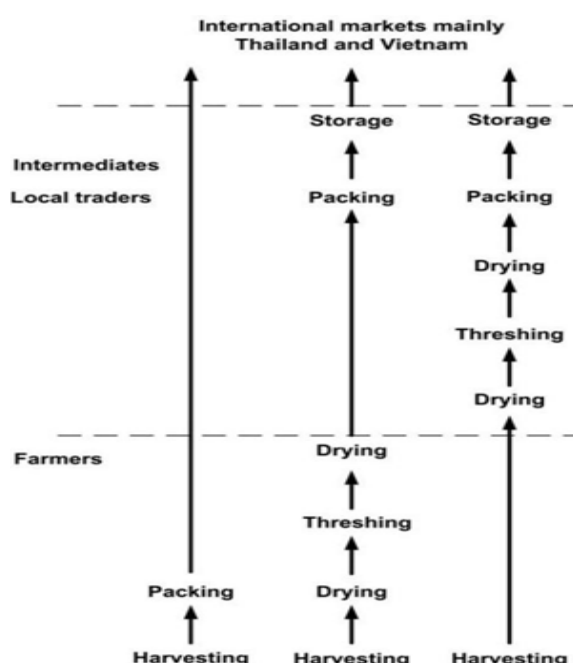 International markets mainly
Thailand and Vietnam
Storage Storage
Intermediates
Local traders Packing Packing
Drying
Threshing
Drying
Farmers Drying
Threshing
Packing Drying
Harvesting Harvesting Harvesting